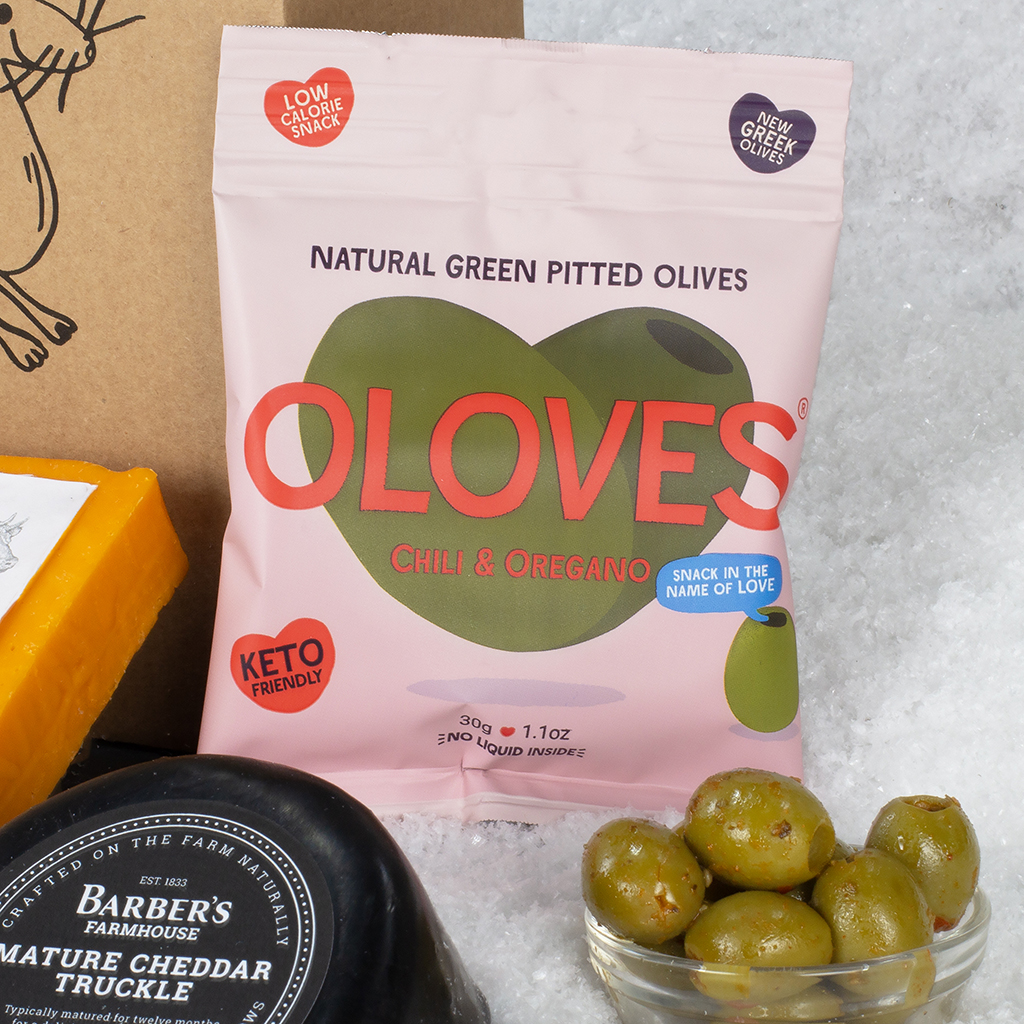 LOW
CALORIE
SNACK
NEW
GREEK
OLIVES
NATURAL GREEN PITTED OLIVES
OLOVES®
CHILI & OREGANO
SNACK IN THE
NAME OF LOVE
KETO
FRIENDLY
30g 1.1oz
NO LIQUID INSIDE
CRAFTED ON THE FARM NATURALLY
EST. 1833
BARBER'S
FARMHOUSE
MATURE CHEDDAR
TRUCKLE
Typically matured for twelve months